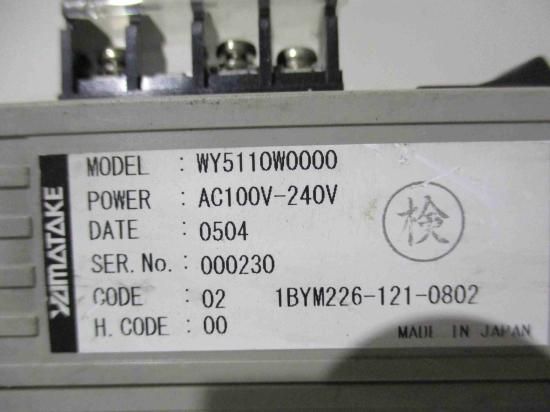 YAMATAKE
MODEL : WY5110W0000
POWER : AC100V-240V
DATE : 0504
SER.No. : 000230
CODE : 02 1BYM226-121-0802
H.CODE : 00
検
MADE IN JAPAN